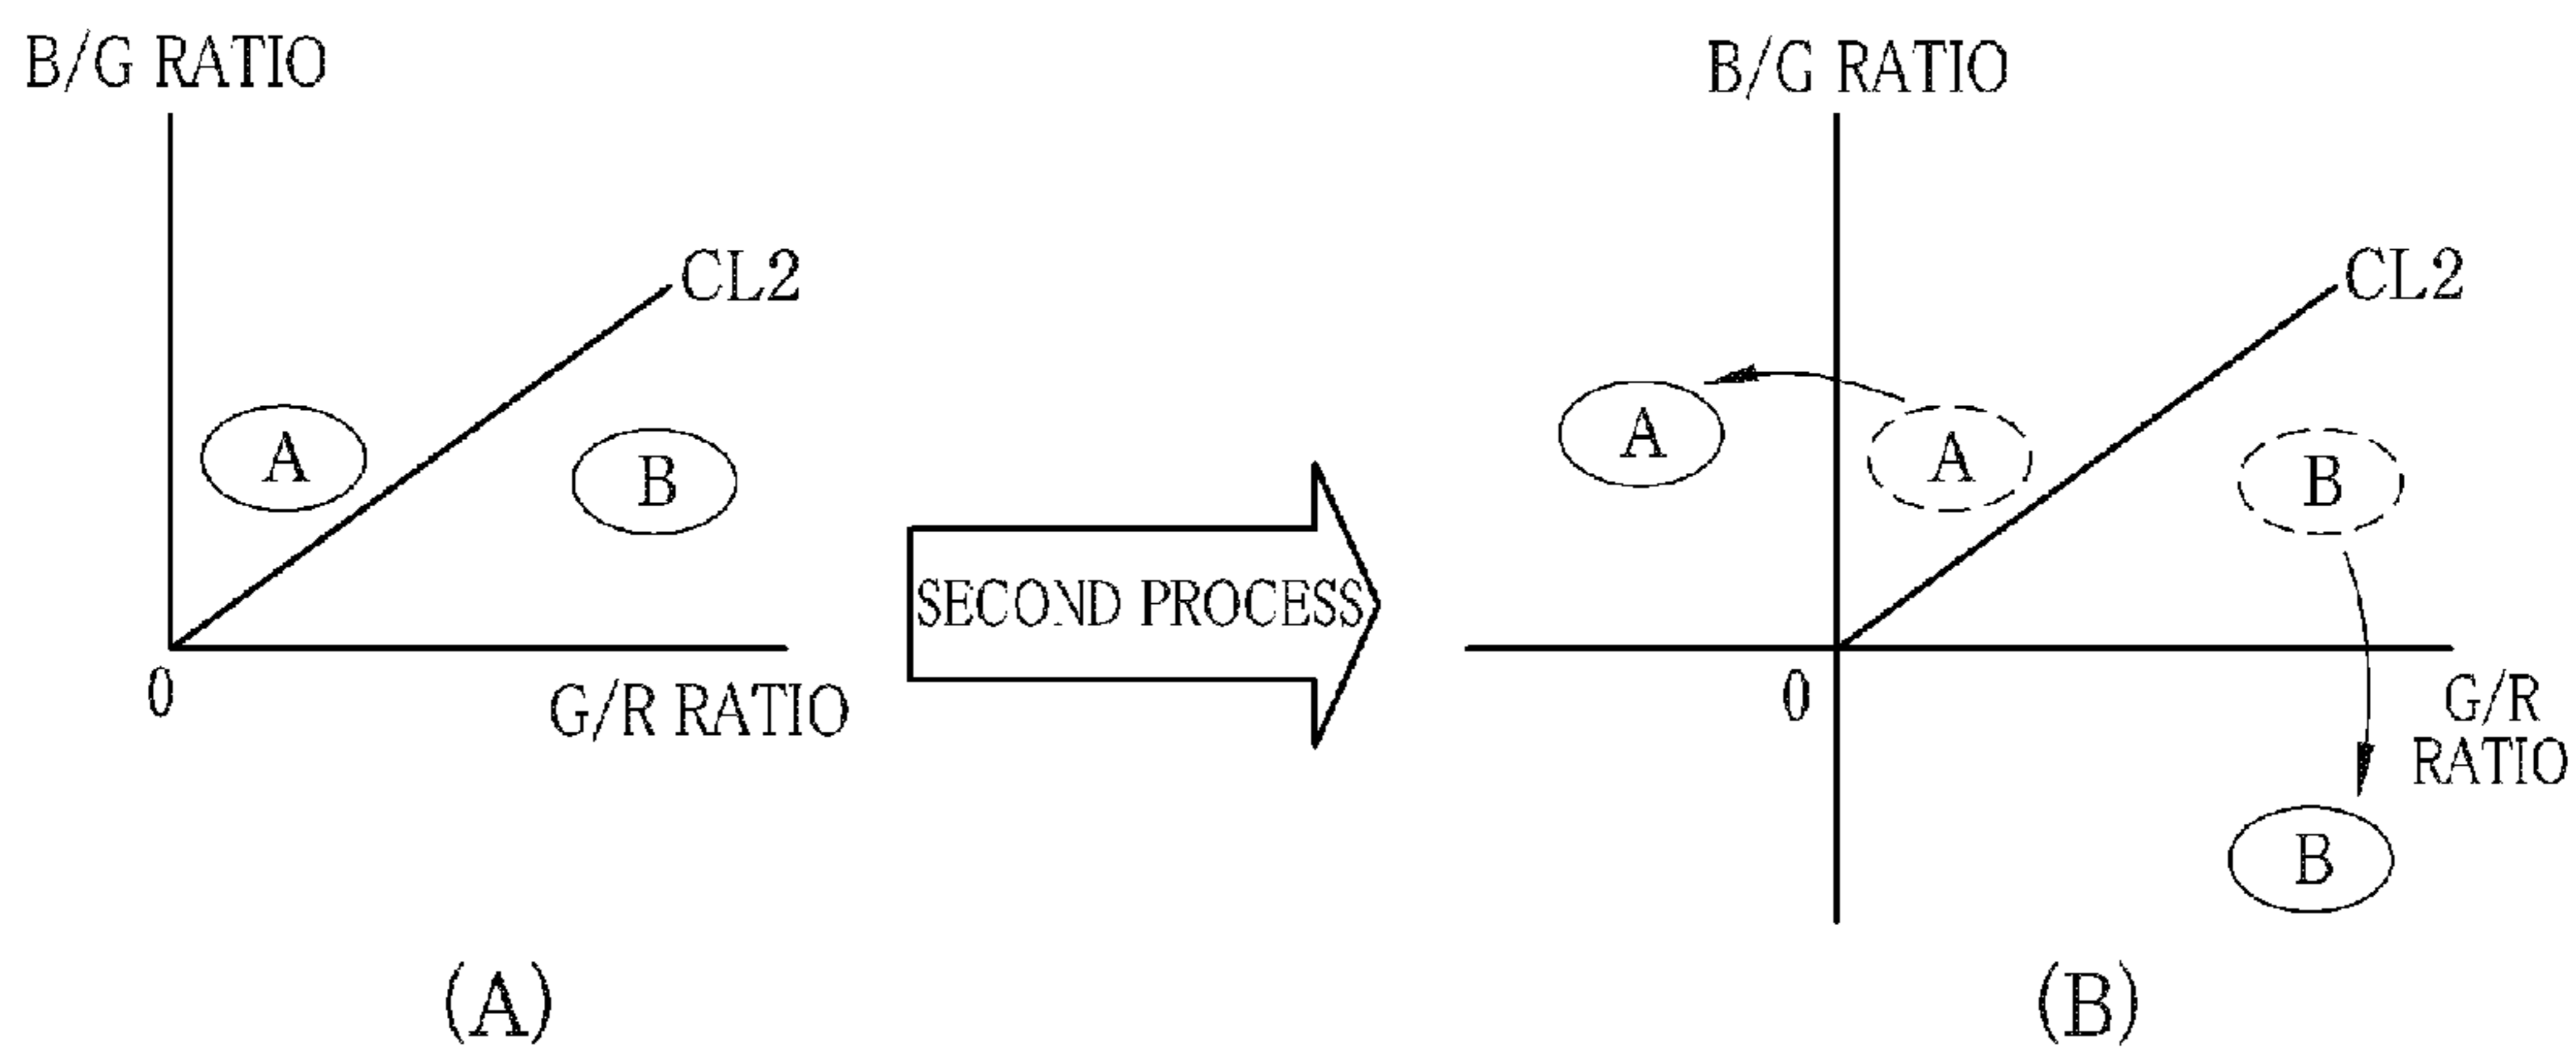 B/G RATIO
CL2
A
B
0
G/R RATIO
(A)
SECOND PROCESS
B/G RATIO
CL2
A
A
B
0
G/R
RATIO
B
(B)